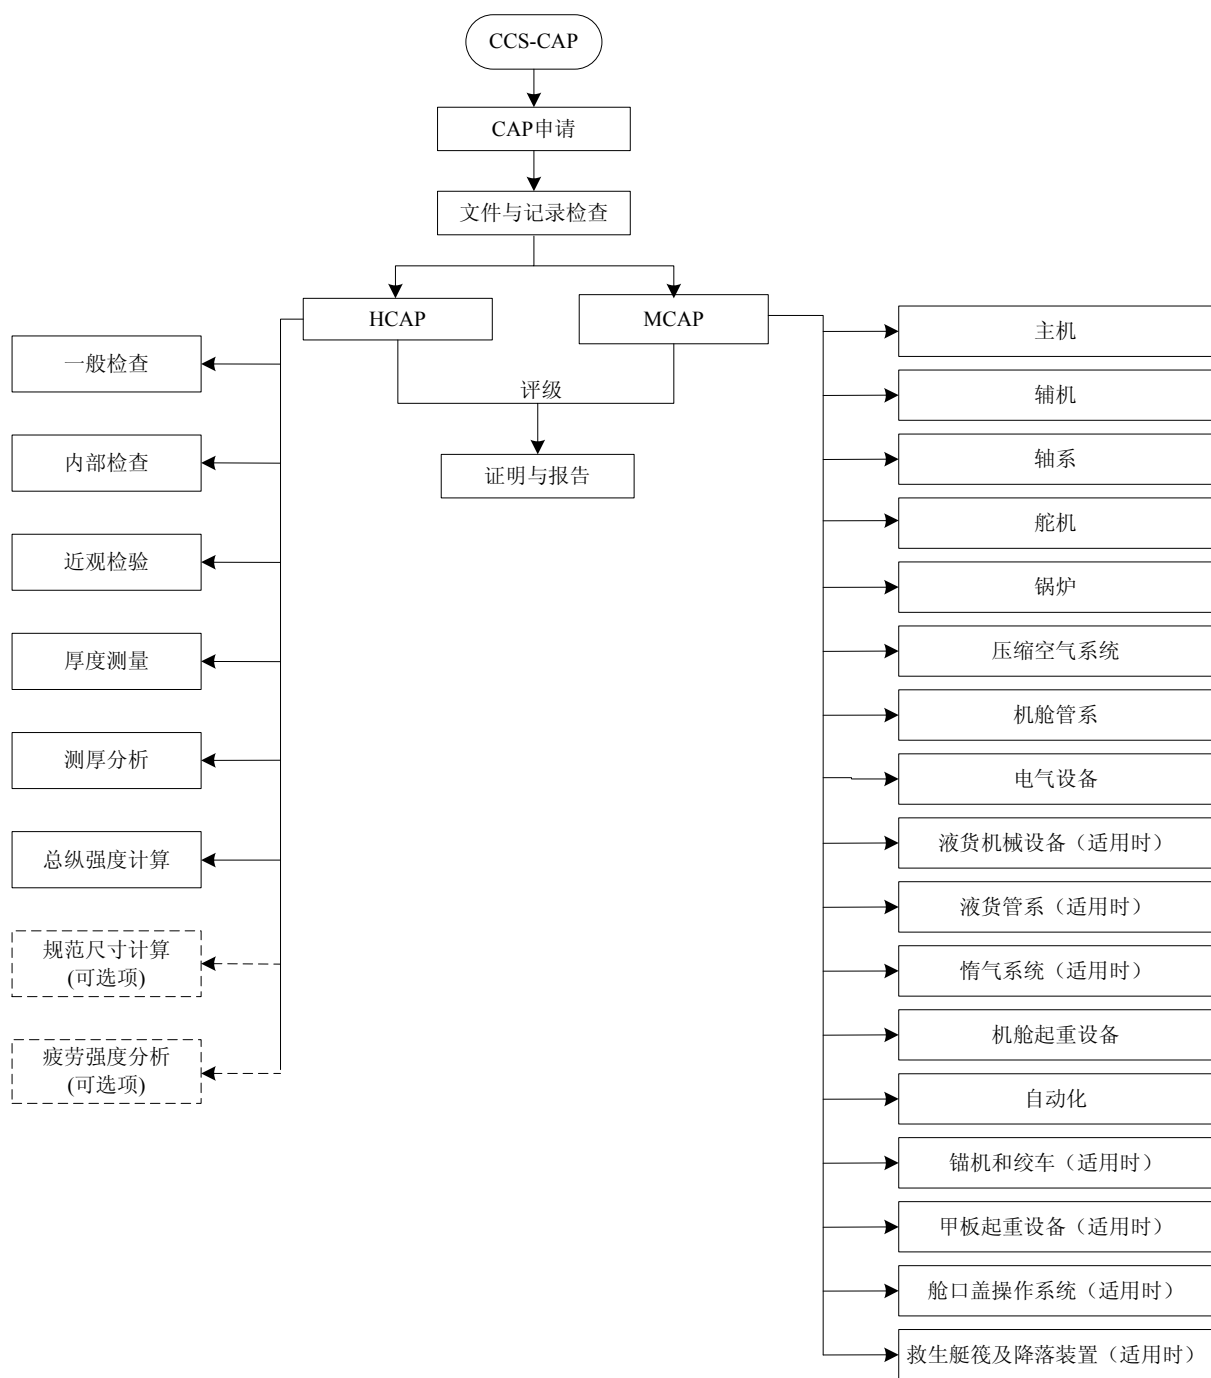 CCS-CAP
CAP申请
文件与记录检查
HCAP
MCAP
评级
证明与报告
一般检查
内部检查
近观检验
厚度测量
测厚分析
总纵强度计算
规范尺寸计算
(可选项)
疲劳强度分析
(可选项)
主机
辅机
轴系
舵机
锅炉
压缩空气系统
机舱管系
电气设备
液货机械设备（适用时）
液货管系（适用时）
惰气系统（适用时）
机舱起重设备
自动化
锚机和绞车（适用时）
甲板起重设备（适用时）
舱口盖操作系统（适用时）
救生艇筏及降落装置（适用时）